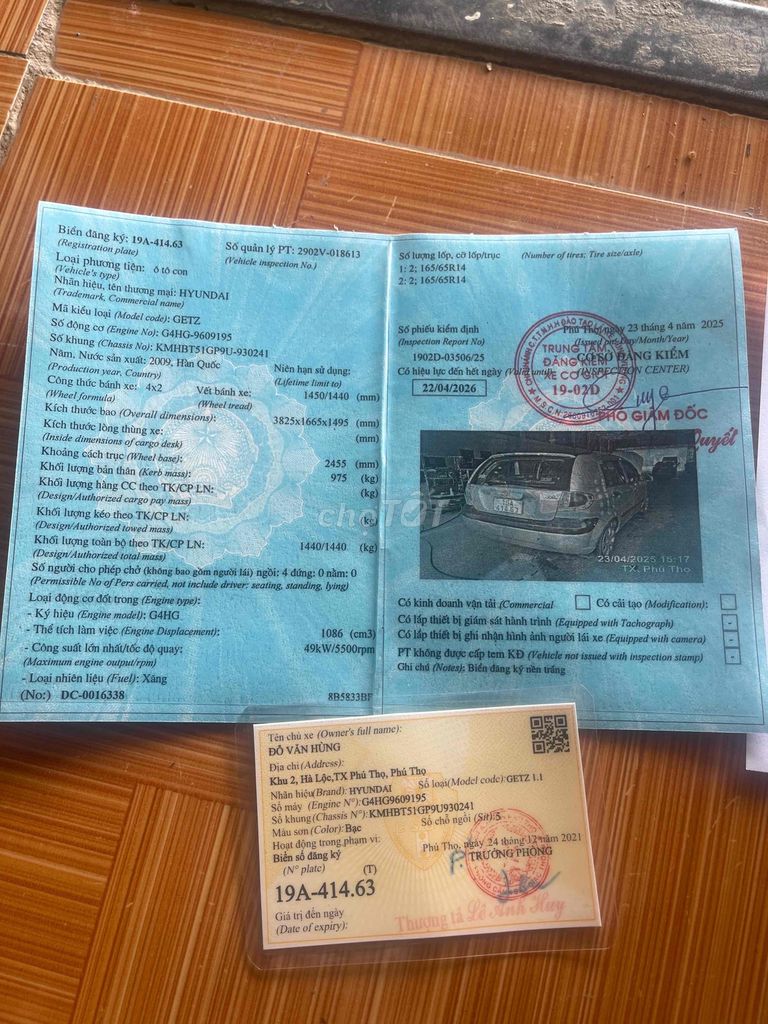 Biển đăng ký: 19A-414.63
(Registration plate)
Số quản lý PT: 2902V-018613
(Vehicle inspection No.)
Loại phương tiện: ô tô con
(Vehicle's type)
Nhãn hiệu, tên thương mại: HYUNDAI
(Trademark, Commercial name)
Mã kiểu loại (Model code): GETZ
Số động cơ (Engine No): G4HG-9609195
Số khung (Chassis No): KMHBT51GP9U-930241
Năm, Nước sản xuất: 2009, Hàn Quốc
(Production year, Country)
Niên hạn sử dụng:
(Lifetime limit to)
Công thức bánh xe: 4x2
(Wheel formula)
Vết bánh xe: 1450/1440 (mm)
(Wheel tread)
Kích thước bao (Overall dimensions): 3825x1665x1495 (mm)
Kích thước lòng thùng xe: (mm)
(Inside dimensions of cargo desk)
Khoảng cách trục (Wheel base): 2455 (mm)
Khối lượng bản thân (Kerb mass): 975 (kg)
Khối lượng hàng CC theo TK/CP LN: (kg)
(Design/Authorized cargo pay mass)
Khối lượng kéo theo TK/CP LN: (kg)
(Design/Authorized towed mass)
Khối lượng toàn bộ theo TK/CP LN: 1440/1440 (kg)
(Design/Authorized total mass)
Số người cho phép chở (không bao gồm người lái) ngồi: 4 đứng: 0 nằm: 0
(Permissible No of Pers carried, not include driver: seating, standing, lying)
Loại động cơ đốt trong (Engine type):
- Ký hiệu (Engine model): G4HG
- Thể tích làm việc (Engine Displacement): 1086 (cm3)
- Công suất lớn nhất/tốc độ quay: 49kW/5500rpm
(Maximum engine output/rpm)
- Loại nhiên liệu (Fuel): Xăng
(No:) DC-0016338
8B5833BF
Số lượng lốp, cỡ lốp/trục (Number of tires; Tire size/axle)
1: 2; 165/65R14
2: 2; 165/65R14
Số phiếu kiểm định
(Inspection Report No)
1902D-03506/25
Phú Thọ, ngày 23 tháng 4 năm 2025
(Issued on: Day/Month/Year)
CƠ SỞ ĐĂNG KIỂM
(INSPECTION CENTER)
Có hiệu lực đến hết ngày (Valid until)
22/04/2026
TRUNG TÂM
ĐĂNG KIỂM
XE CƠ GIỚI
19-02D
PHÓ GIÁM ĐỐC
Quyết
23/04/2025 15:17
TX. Phú Thọ
chợTỐT
Có kinh doanh vận tải (Commercial
Có cải tạo (Modification):
Có lắp thiết bị giám sát hành trình (Equipped with Tachograph)
Có lắp thiết bị ghi nhận hình ảnh người lái xe (Equipped with camera)
PT không được cấp tem KĐ (Vehicle not issued with inspection stamp)
Ghi chú (Notes): Biển đăng ký nền trắng
Tên chủ xe (Owner's full name):
ĐỖ VĂN HÙNG
Địa chỉ (Address):
Khu 2, Hà Lộc,TX Phú Thọ, Phú Thọ
Nhãn hiệu(Brand): HYUNDAI
Số loại(Model code): GETZ 1.1
Số máy (Engine N°): G4HG9609195
Số khung (Chassis N°): KMHBT51GP9U930241
Màu sơn (Color): Bạc
Số chỗ ngồi (Sit): 5
Hoạt động trong phạm vi:
Phú Thọ, ngày 24 tháng 12 năm 2021
P. TRƯỞNG PHÒNG
Biển số đăng ký
(N° plate) (T)
19A-414.63
Giá trị đến ngày
(Date of expiry):
Thượng tá Lê Anh Huy